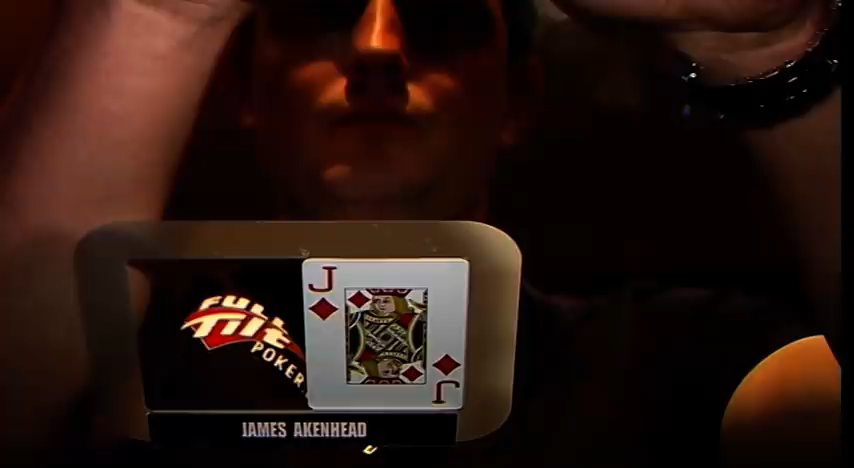 J
FULL
TILT
POKER
J
JAMES AKENHEAD